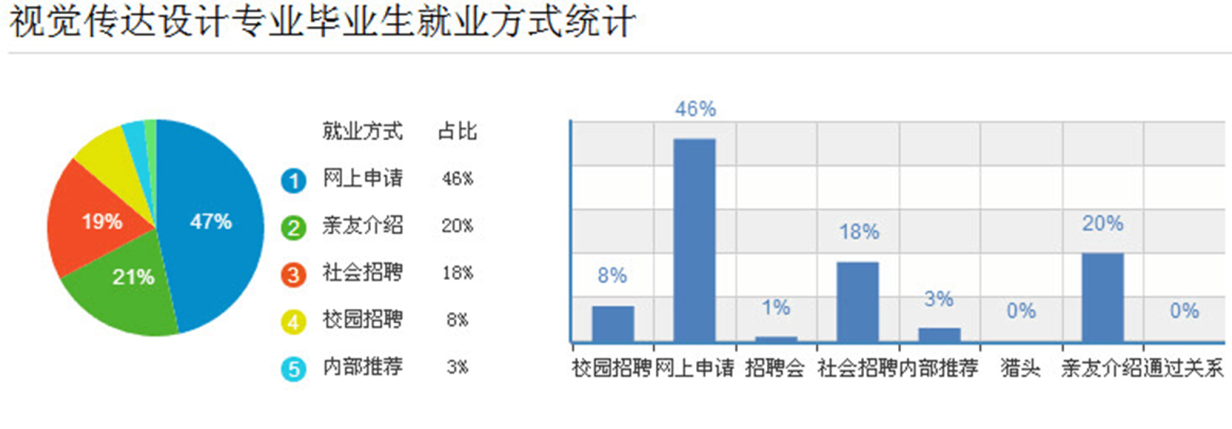 视觉传达设计专业毕业生就业方式统计
就业方式 占比
1 网上申请 46%
2 亲友介绍 20%
3 社会招聘 18%
4 校园招聘 8%
5 内部推荐 3%
47%
19%
21%
46%
20%
18%
8%
3%
1%
0%
0%
校园招聘 网上申请 招聘会 社会招聘 内部推荐 猎头 亲友介绍 通过关系